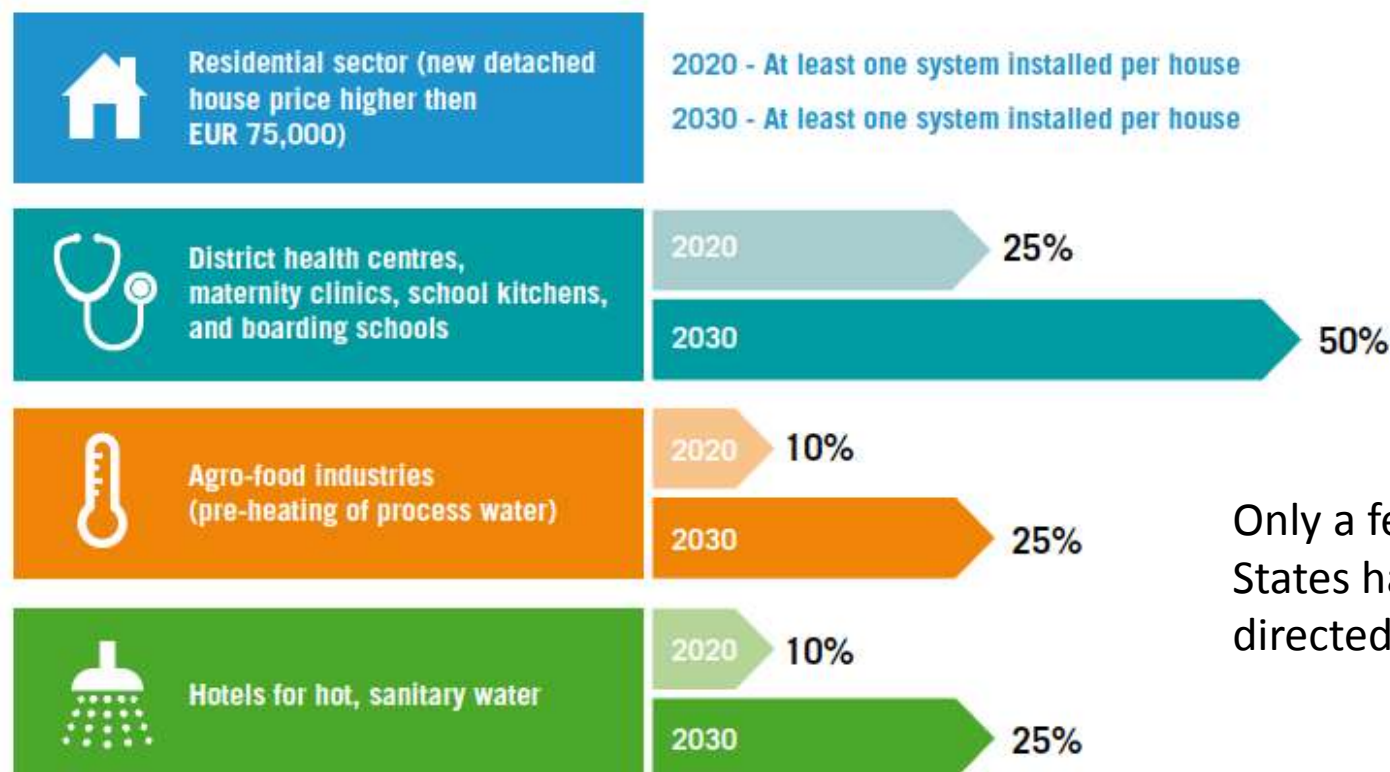 Residential sector (new detached
house price higher then
EUR 75,000)
2020 - At least one system installed per house
2030 - At least one system installed per house
District health centres,
maternity clinics, school kitchens,
and boarding schools
2020
25%
2030
50%
Agro-food industries
(pre-heating of process water)
2020
10%
2030
25%
Only a
States
directed
Hotels for hot, sanitary water
2020
10%
2030
25%